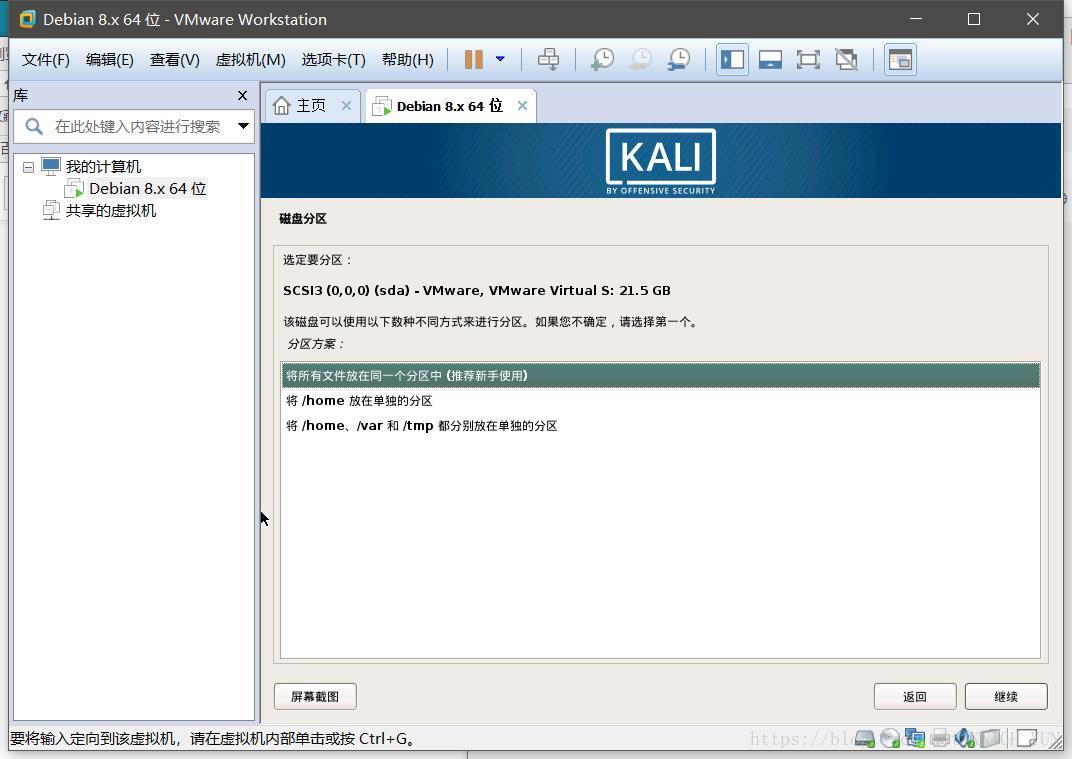 Debian 8.x 64 位 - VMware Workstation
文件(F) 编辑(E) 查看(V) 虚拟机(M) 选项卡(T) 帮助(H)
库
在此处键入内容进行搜索
我的计算机
Debian 8.x 64 位
共享的虚拟机
主页
Debian 8.x 64 位
KALI
BY OFFENSIVE SECURITY
磁盘分区
选定要分区：
SCSI3 (0,0,0) (sda) - VMware, VMware Virtual S: 21.5 GB
该磁盘可以使用以下数种不同方式来进行分区。如果您不确定，请选择第一个。
分区方案：
将所有文件放在同一个分区中 (推荐新手使用)
将 /home 放在单独的分区
将 /home、/var 和 /tmp 都分别放在单独的分区
屏幕截图
返回
继续
要将输入定向到该虚拟机，请在虚拟机内部单击或按 Ctrl+G。
https://bl